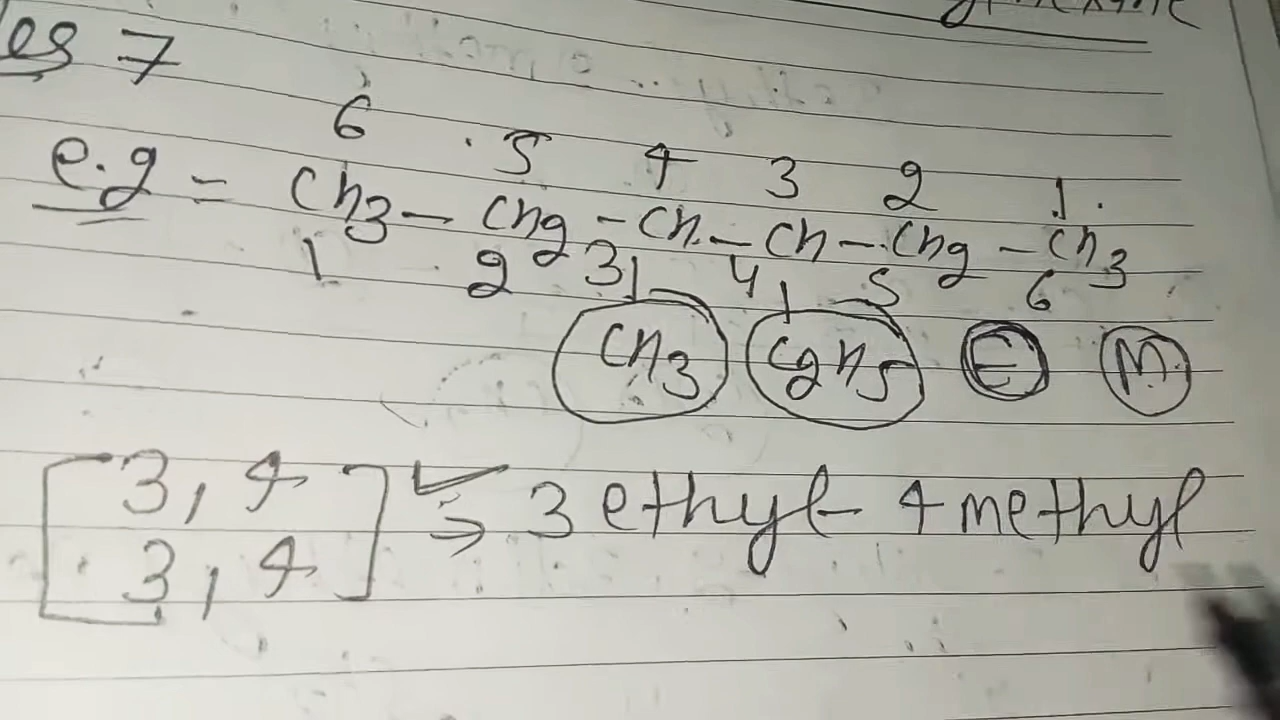 es 7
6 5 4 3 2 1.
e.g = CH3 - CH2 - CH - CH - CH2 - CH3
1 2 3 4 5 6
CH3 C2H5 E M
3, 4
3, 4
⇒ 3 ethyl - 4 methyl